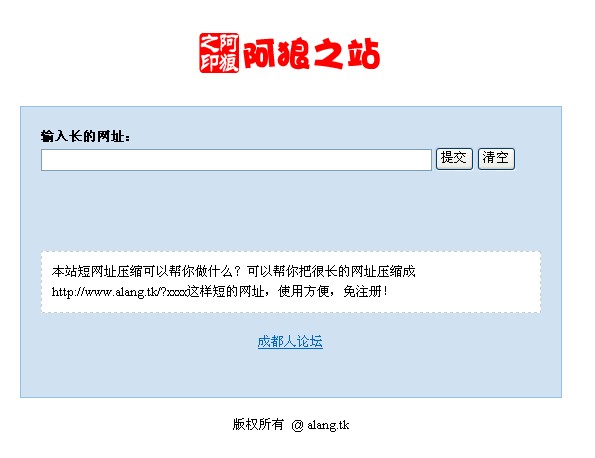 阿狼之印
阿狼之站
输入长的网址：
提交 清空
本站短网址压缩可以帮你做什么？可以帮你把很长的网址压缩成
http://www.alang.tk/?xxxx这样短的网址，使用方便，免注册！
成都人论坛
版权所有 @ alang.tk